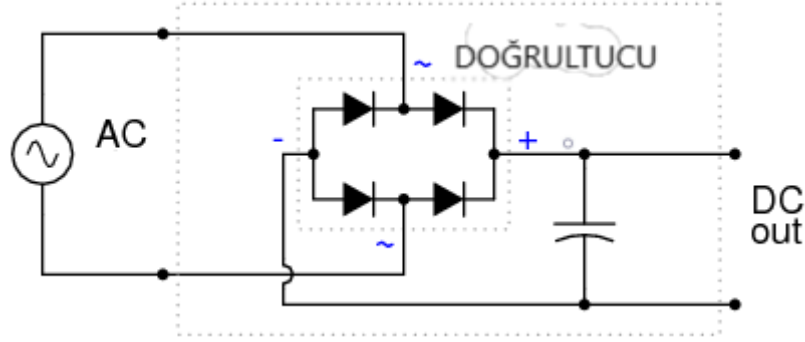 ~ DOĞRULTUCU
AC
- +
~
DC
out